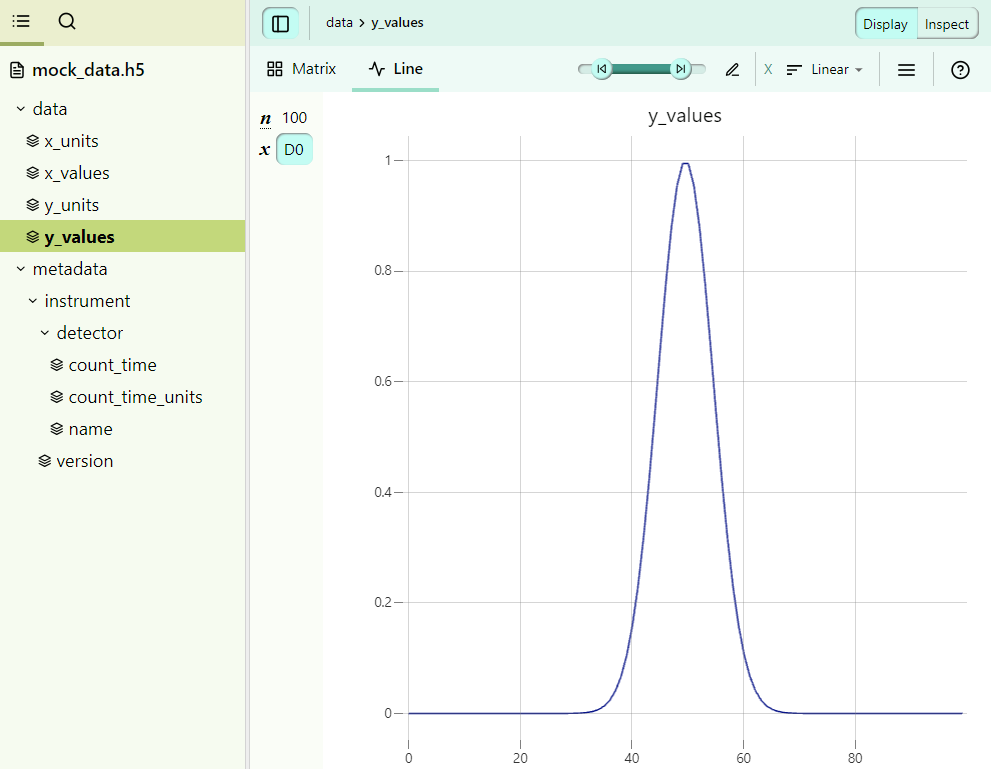 mock_data.h5
data
x_units
x_values
y_units
y_values
metadata
instrument
detector
count_time
count_time_units
name
version
data > y_values
Display Inspect
Matrix Line X Linear
n 100
x D0
y_values
1
0.8
0.6
0.4
0.2
0
0 20 40 60 80